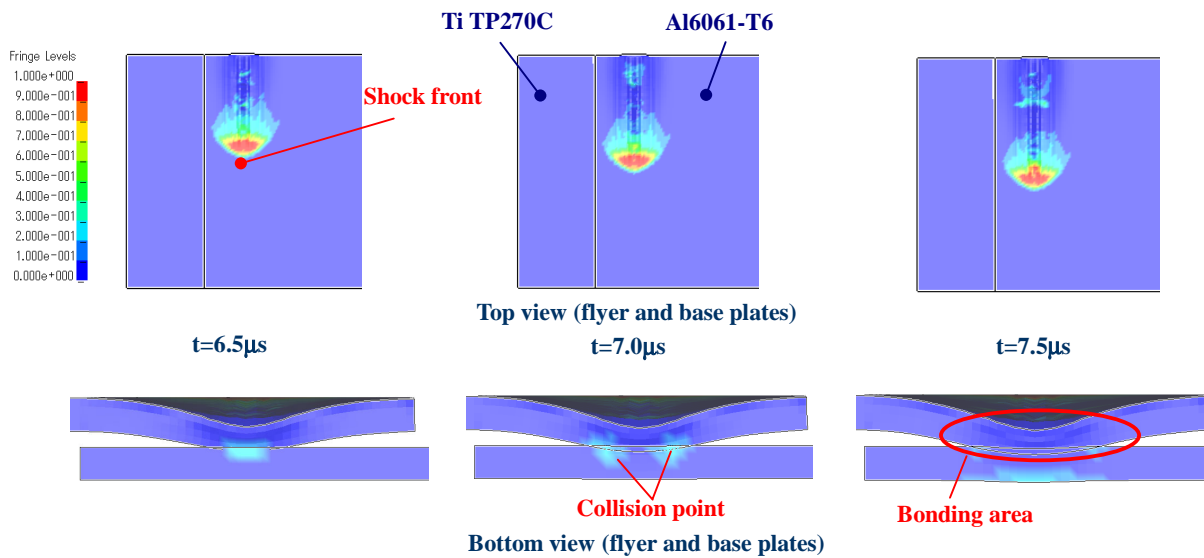 Ti TP270C
Al6061-T6
Fringe Levels
1.000e+000
9.000e-001
8.000e-001
7.000e-001
6.000e-001
5.000e-001
4.000e-001
3.000e-001
2.000e-001
1.000e-001
0.000e+000
Shock front
Top view (flyer and base plates)
t=6.5μs
t=7.0μs
t=7.5μs
Collision point
Bonding area
Bottom view (flyer and base plates)